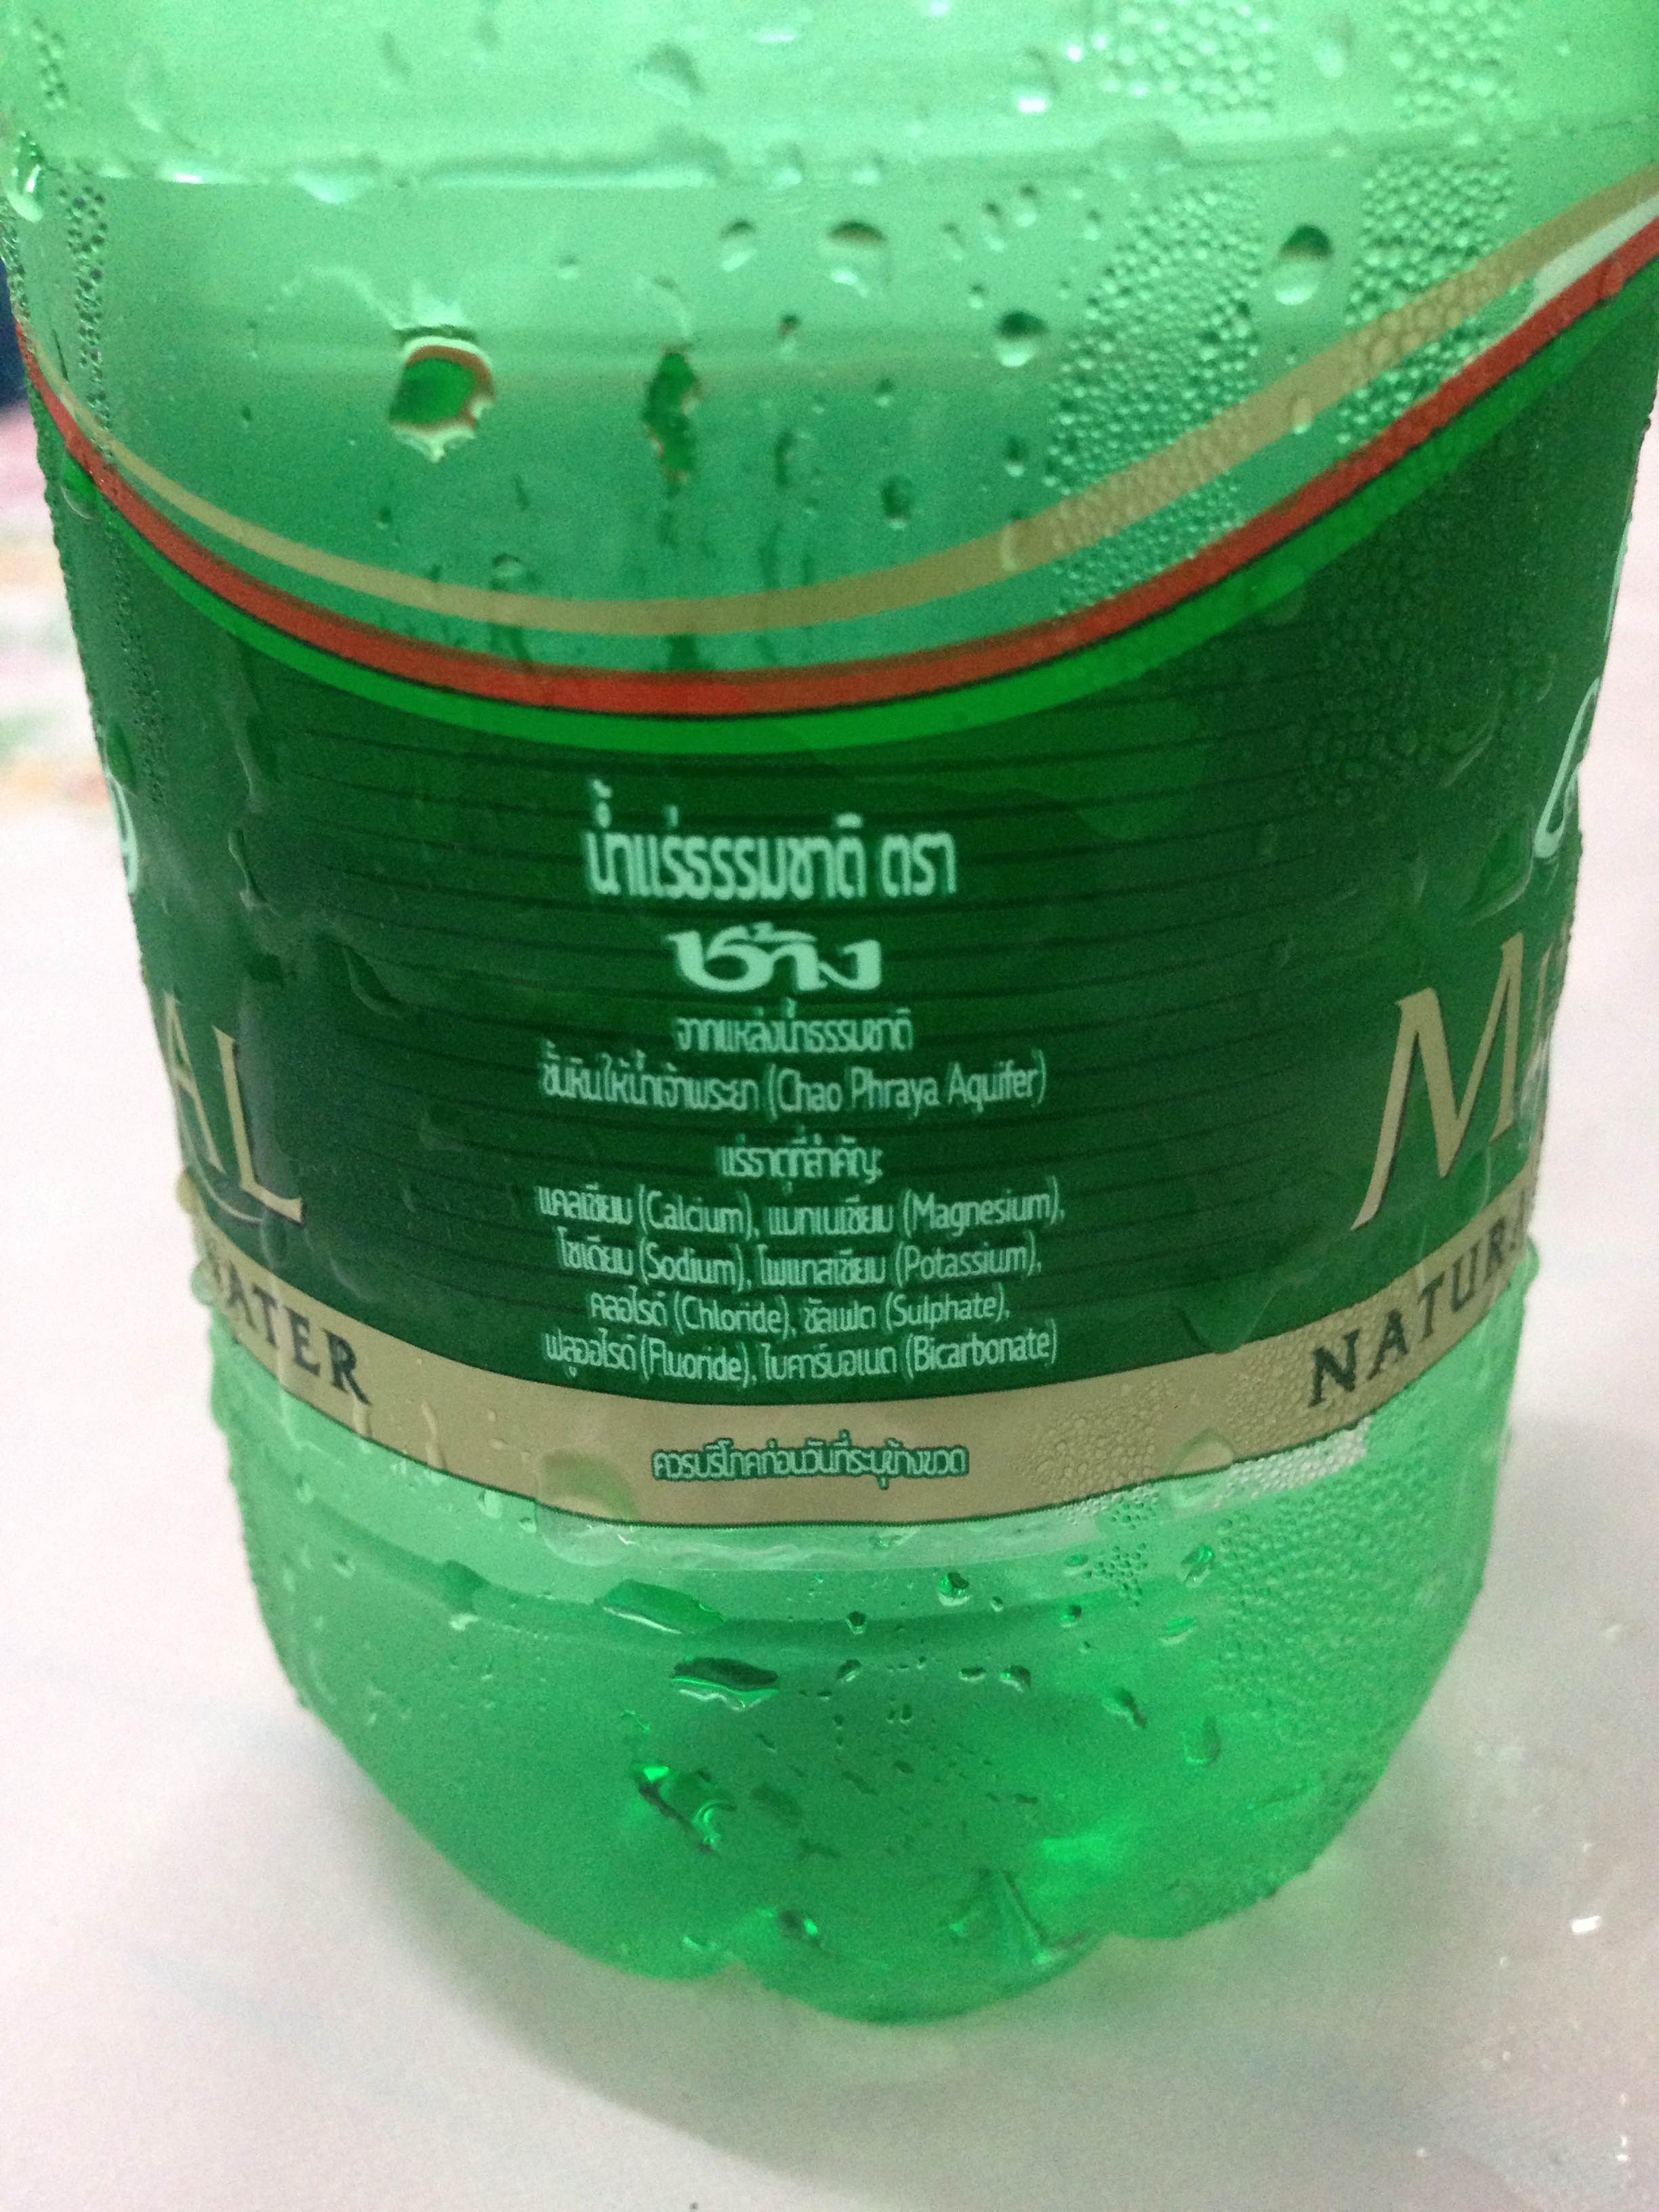 น้ำแร่ธรรมชาติ ตรา
ช้าง
จากแหล่งน้ำธรรมชาติ
ชั้นหินให้น้ำเจ้าพระยา (Chao Phraya Aquifer)
แร่ธาตุที่สำคัญ:
แคลเซียม (Calcium), แมกเนเซียม (Magnesium),
โซเดียม (Sodium), โพแทสเซียม (Potassium),
คลอไรด์ (Chloride), ซัลเฟต (Sulphate),
ฟลูออไรด์ (Fluoride), ไบคาร์บอเนต (Bicarbonate)
ควรบริโภคก่อนวันที่ระบุข้างขวด
AL
WATER
M
NATURA